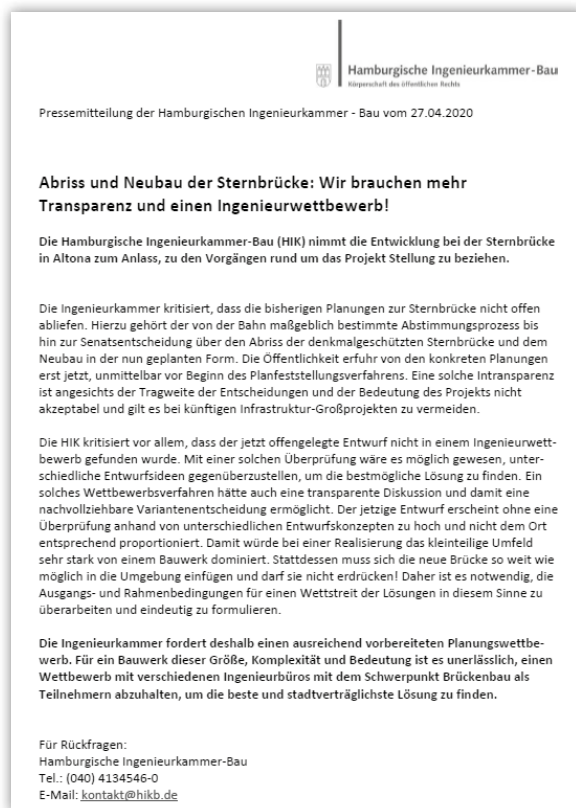 Hamburgische Ingenieurkammer-Bau
Körperschaft des öffentlichen Rechts
Pressemitteilung der Hamburgischen Ingenieurkammer - Bau vom 27.04.2020
Abriss und Neubau der Sternbrücke: Wir brauchen mehr
Transparenz und einen Ingenieurwettbewerb!
Die Hamburgische Ingenieurkammer-Bau (HIK) nimmt die Entwicklung bei der Sternbrücke
in Altona zum Anlass, zu den Vorgängen rund um das Projekt Stellung zu beziehen.
Die Ingenieurkammer kritisiert, dass die bisherigen Planungen zur Sternbrücke nicht offen
abliefen. Hierzu gehört der von der Bahn maßgeblich bestimmte Abstimmungsprozess bis
hin zur Senatsentscheidung über den Abriss der denkmalgeschützten Sternbrücke und dem
Neubau in der nun geplanten Form. Die Öffentlichkeit erfuhr von den konkreten Planungen
erst jetzt, unmittelbar vor Beginn des Planfeststellungsverfahrens. Eine solche Intransparenz
ist angesichts der Tragweite der Entscheidungen und der Bedeutung des Projekts nicht
akzeptabel und gilt es bei künftigen Infrastruktur-Großprojekten zu vermeiden.
Die HIK kritisiert vor allem, dass der jetzt offengelegte Entwurf nicht in einem Ingenieurwett-
bewerb gefunden wurde. Mit einer solchen Überprüfung wäre es möglich gewesen, unter-
schiedliche Entwurfsideen gegenüberzustellen, um die bestmögliche Lösung zu finden. Ein
solches Wettbewerbsverfahren hätte auch eine transparente Diskussion und damit eine
nachvollziehbare Variantenentscheidung ermöglicht. Der jetzige Entwurf erscheint ohne eine
Überprüfung anhand von unterschiedlichen Entwurfskonzepten zu hoch und nicht dem Ort
entsprechend proportioniert. Damit würde bei einer Realisierung das kleinteilige Umfeld
sehr stark von einem Bauwerk dominiert. Stattdessen muss sich die neue Brücke so weit wie
möglich in die Umgebung einfügen und darf sie nicht erdrücken! Daher ist es notwendig, die
Ausgangs- und Rahmenbedingungen für einen Wettstreit der Lösungen in diesem Sinne zu
überarbeiten und eindeutig zu formulieren.
Die Ingenieurkammer fordert deshalb einen ausreichend vorbereiteten Planungswettbe-
werb. Für ein Bauwerk dieser Größe, Komplexität und Bedeutung ist es unerlässlich, einen
Wettbewerb mit verschiedenen Ingenieurbüros mit dem Schwerpunkt Brückenbau als
Teilnehmern abzuhalten, um die beste und stadtverträglichste Lösung zu finden.
Für Rückfragen:
Hamburgische Ingenieurkammer-Bau
Tel.: (040) 4134546-0
E-Mail: kontakt@hikb.de